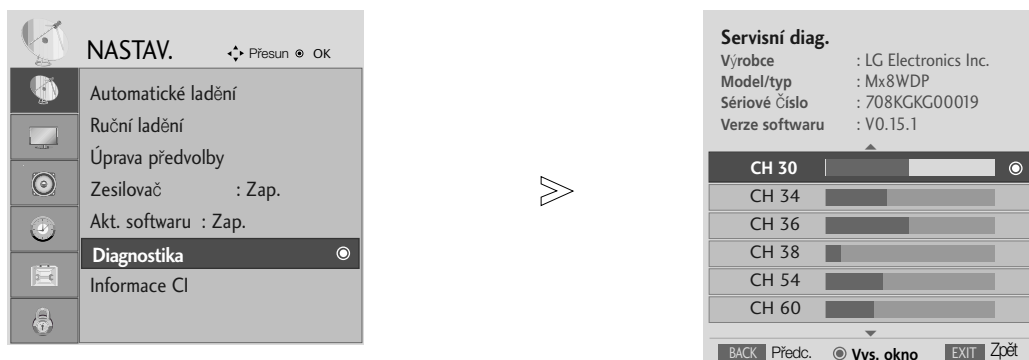 NASTAV. Přesun OK
Automatické ladění
Ruční ladění
Úprava předvolby
Zesilovač : Zap.
Akt. softwaru : Zap.
Diagnostika
Informace CI
Servisní diag.
Výrobce : LG Electronics Inc.
Model/typ : Mx8WDP
Sériové Číslo : 708KGKG00019
Verze softwaru : V0.15.1
CH 30
CH 34
CH 36
CH 38
CH 54
CH 60
BACK Předc. Vys. okno EXIT Zpět